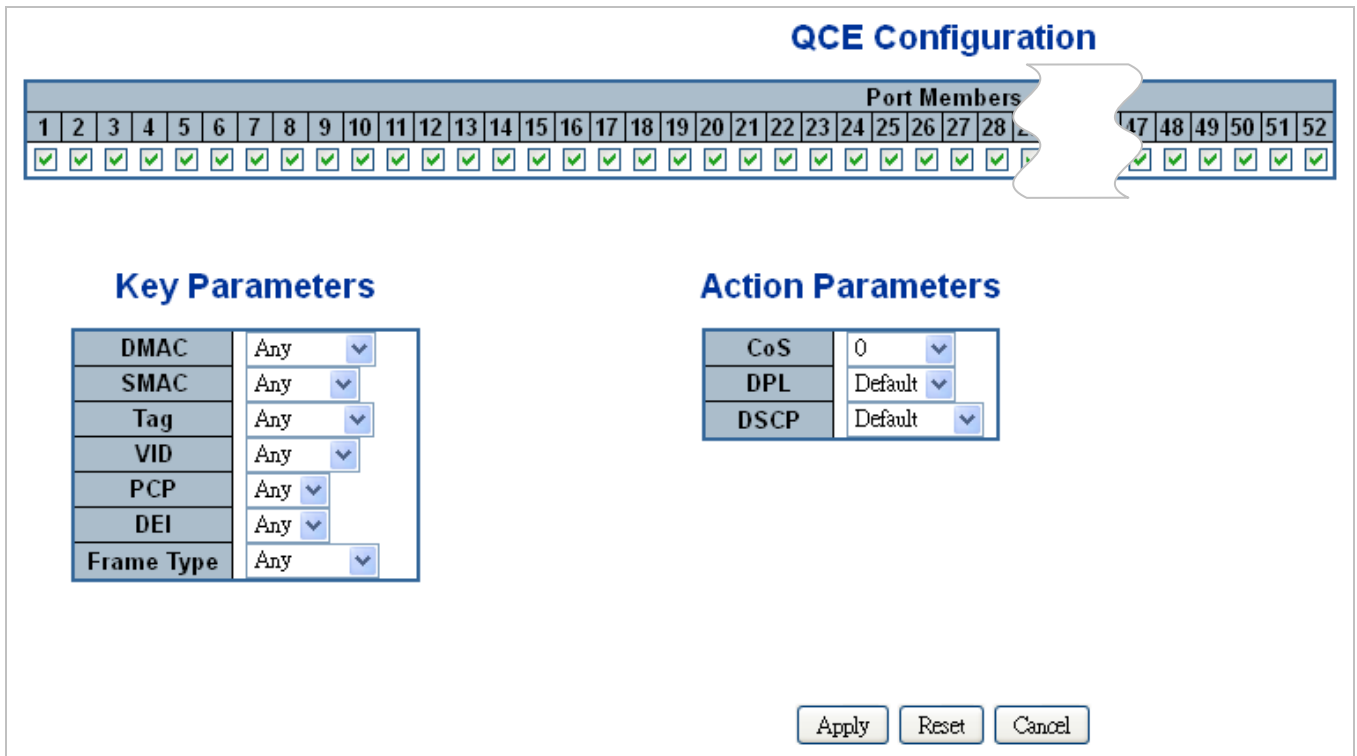 QCE Configuration
Port Members
1 2 3 4 5 6 7 8 9 10 11 12 13 14 15 16 17 18 19 20 21 22 23 24 25 26 27 28 47 48 49 50 51 52
Key Parameters
DMAC Any
SMAC Any
Tag Any
VID Any
PCP Any
DEI Any
Frame Type Any
Action Parameters
CoS 0
DPL Default
DSCP Default
Apply Reset Cancel